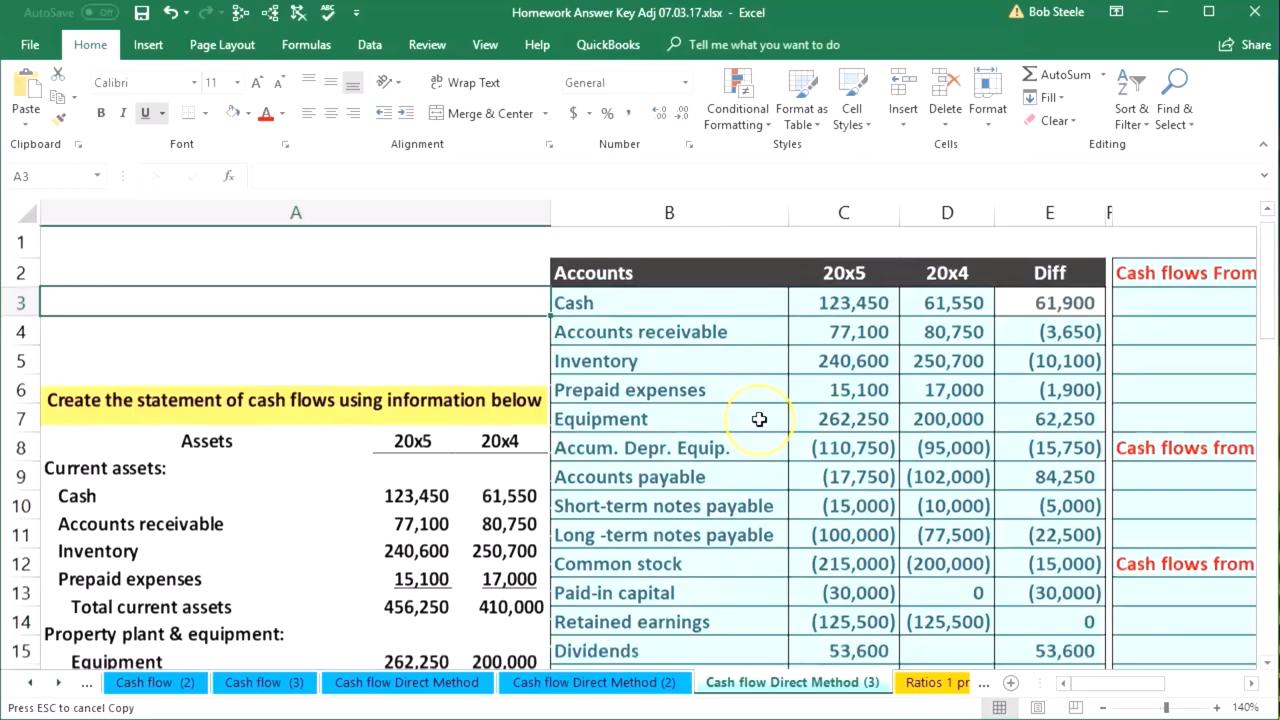 AutoSave Off Homework Answer Key Adj 07.03.17.xlsx - Excel Bob Steele
File Home Insert Page Layout Formulas Data Review View Help QuickBooks Tell me what you want to do Share
Paste Calibri 11 Wrap Text General Conditional Formatting Format as Table Cell Styles Insert Delete Format AutoSum Sort & Filter Find & Select
B I U A Merge & Center $ % , Fill
Clear
Clipboard Font Alignment Number Styles Cells Editing
A3 fx
A B C D E F
1
2 Accounts 20x5 20x4 Diff Cash flows From
3 Cash 123,450 61,550 61,900
4 Accounts receivable 77,100 80,750 (3,650)
5 Inventory 240,600 250,700 (10,100)
6 Create the statement of cash flows using information below Prepaid expenses 15,100 17,000 (1,900)
7 Assets 20x5 20x4 Equipment 262,250 200,000 62,250
8 Current assets: Accum. Depr. Equip. (110,750) (95,000) (15,750) Cash flows from
9 Cash 123,450 61,550 Accounts payable (17,750) (102,000) 84,250
10 Accounts receivable 77,100 80,750 Short-term notes payable (15,000) (10,000) (5,000)
11 Inventory 240,600 250,700 Long -term notes payable (100,000) (77,500) (22,500)
12 Prepaid expenses 15,100 17,000 Common stock (215,000) (200,000) (15,000) Cash flows from
13 Total current assets 456,250 410,000 Paid-in capital (30,000) 0 (30,000)
14 Property plant & equipment: Retained earnings (125,500) (125,500) 0
15 Equipment 262,250 200,000 Dividends 53,600 53,600
... Cash flow (2) Cash flow (3) Cash flow Direct Method Cash flow Direct Method (2) Cash flow Direct Method (3) Ratios 1 pr ...
Press ESC to cancel Copy 140%